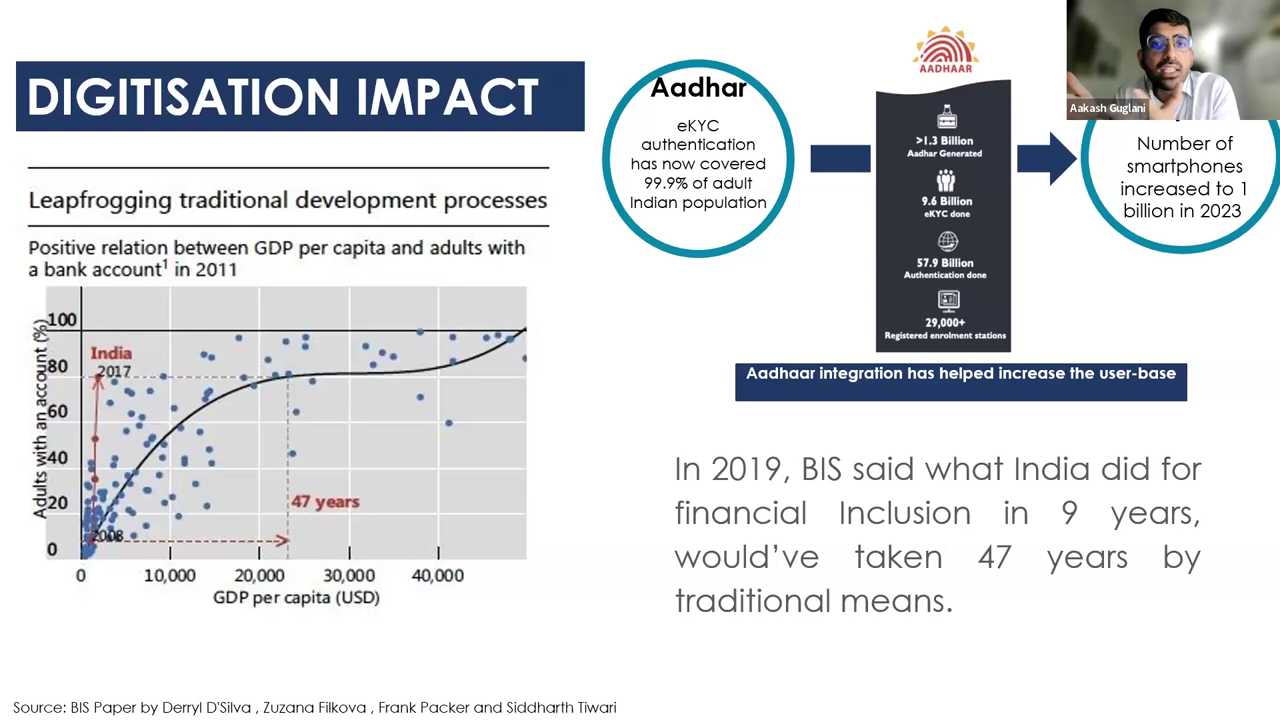 DIGITISATION IMPACT
Leapfrogging traditional development processes
Positive relation between GDP per capita and adults with
a bank account1 in 2011
Adults with an account (%)
100
80
60
40
20
0
India
2017
2008
47 years
0
10,000
20,000
30,000
40,000
GDP per capita (USD)
Aadhar
eKYC
authentication
has now covered
99.9% of adult
Indian population
AADHAAR
>1.3 Billion
Aadhar Generated
9.6 Billion
eKYC done
57.9 Billion
Authentication done
29,000+
Registered enrolment stations
Aakash Guglani
Number of
smartphones
increased to 1
billion in 2023
Aadhaar integration has helped increase the user-base
In 2019, BIS said what India did for
financial Inclusion in 9 years,
would’ve taken 47 years by
traditional means.
Source: BIS Paper by Derryl D'Silva , Zuzana Filkova , Frank Packer and Siddharth Tiwari